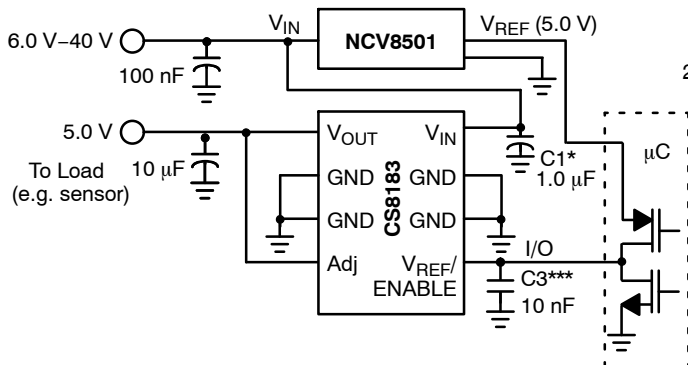 6.0 V–40 V
V_IN
NCV8501
V_REF (5.0 V)
100 nF
2
5.0 V
10 μF
To Load
(e.g. sensor)
V_OUT
V_IN
GND
GND
GND
GND
CS8183
Adj
V_REF/
ENABLE
C1*
1.0 μF
μC
I/O
C3***
10 nF